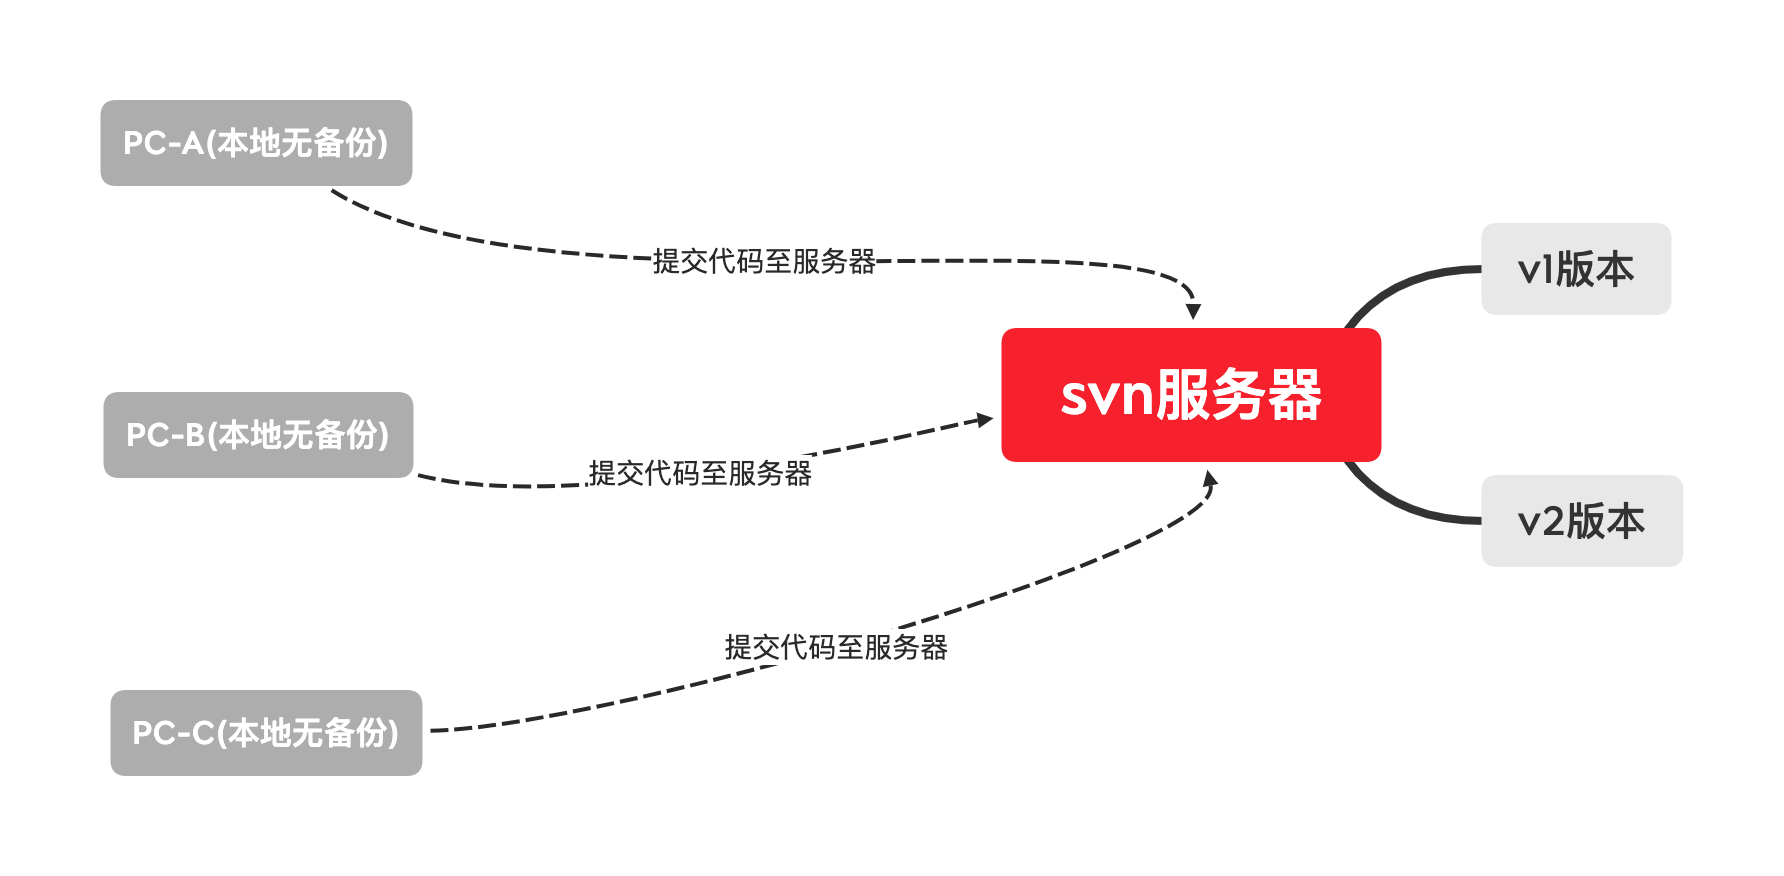 PC-A(本地无备份)
提交代码至服务器
v1版本
svn服务器
PC-B(本地无备份)
提交代码至服务器
v2版本
提交代码至服务器
PC-C(本地无备份)